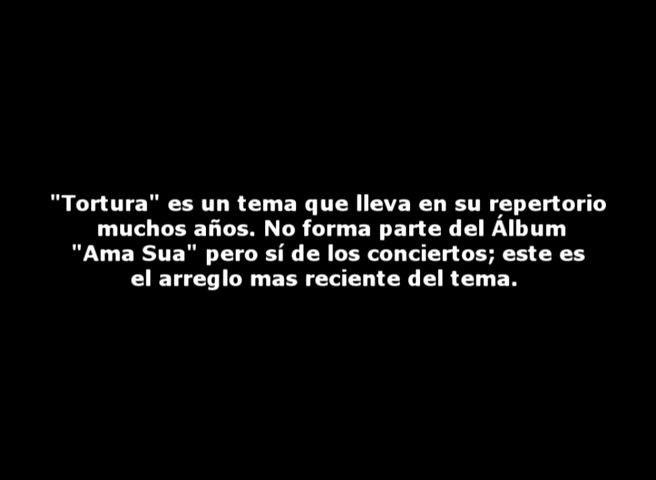 "Tortura" es un tema que lleva en su repertorio
muchos años. No forma parte del Álbum
"Ama Sua" pero sí de los conciertos; este es
el arreglo mas reciente del tema.